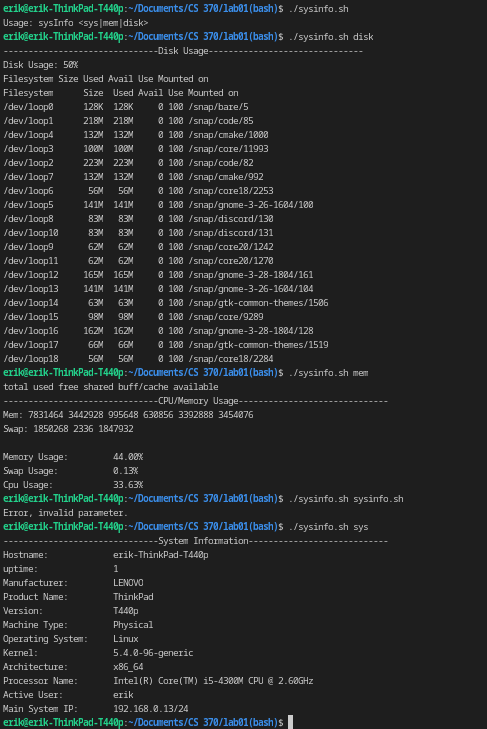 erik@erik-ThinkPad-T440p:~/Documents/CS 370/lab01(bash)$ ./sysinfo.sh
Usage: sysInfo <sys|mem|disk>
erik@erik-ThinkPad-T440p:~/Documents/CS 370/lab01(bash)$ ./sysinfo.sh disk
-------------------------------Disk Usage-------------------------------
Disk Usage: 50%
Filesystem Size Used Avail Use Mounted on
Filesystem      Size  Used Avail Use Mounted on
/dev/loop0      128K  128K     0 100 /snap/bare/5
/dev/loop1      218M  218M     0 100 /snap/code/85
/dev/loop4      132M  132M     0 100 /snap/cmake/1000
/dev/loop3      100M  100M     0 100 /snap/core/11993
/dev/loop2      223M  223M     0 100 /snap/code/82
/dev/loop7      132M  132M     0 100 /snap/cmake/992
/dev/loop6       56M   56M     0 100 /snap/core18/2253
/dev/loop5      141M  141M     0 100 /snap/gnome-3-26-1604/100
/dev/loop8       83M   83M     0 100 /snap/discord/130
/dev/loop10      83M   83M     0 100 /snap/discord/131
/dev/loop9       62M   62M     0 100 /snap/core20/1242
/dev/loop11      62M   62M     0 100 /snap/core20/1270
/dev/loop12     165M  165M     0 100 /snap/gnome-3-28-1804/161
/dev/loop13     141M  141M     0 100 /snap/gnome-3-26-1604/104
/dev/loop14      63M   63M     0 100 /snap/gtk-common-themes/1506
/dev/loop15      98M   98M     0 100 /snap/core/9289
/dev/loop16     162M  162M     0 100 /snap/gnome-3-28-1804/128
/dev/loop17      66M   66M     0 100 /snap/gtk-common-themes/1519
/dev/loop18      56M   56M     0 100 /snap/core18/2284
erik@erik-ThinkPad-T440p:~/Documents/CS 370/lab01(bash)$ ./sysinfo.sh mem
total used free shared buff/cache available
-------------------------------CPU/Memory Usage------------------------------
Mem: 7831464 3442928 995648 630856 3392888 3454076
Swap: 1850268 2336 1847932
Memory Usage:         44.00%
Swap Usage:           0.13%
Cpu Usage:            33.63%
erik@erik-ThinkPad-T440p:~/Documents/CS 370/lab01(bash)$ ./sysinfo.sh sysinfo.sh
Error, invalid parameter.
erik@erik-ThinkPad-T440p:~/Documents/CS 370/lab01(bash)$ ./sysinfo.sh sys
-------------------------------System Information----------------------------
Hostname:             erik-ThinkPad-T440p
uptime:               1
Manufacturer:         LENOVO
Product Name:         ThinkPad
Version:              T440p
Machine Type:         Physical
Operating System:     Linux
Kernel:               5.4.0-96-generic
Architecture:         x86_64
Processor Name:       Intel(R) Core(TM) i5-4300M CPU @ 2.60GHz
Active User:          erik
Main System IP:       192.168.0.13/24
erik@erik-ThinkPad-T440p:~/Documents/CS 370/lab01(bash)$